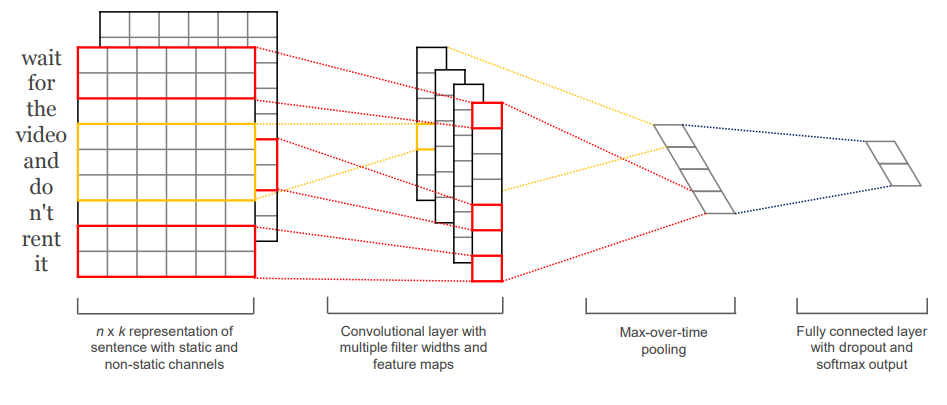 wait
for
the
video
and
do
n't
rent
it
n x k representation of
sentence with static and
non-static channels
Convolutional layer with
multiple filter widths and
feature maps
Max-over-time
pooling
Fully connected layer
with dropout and
softmax output